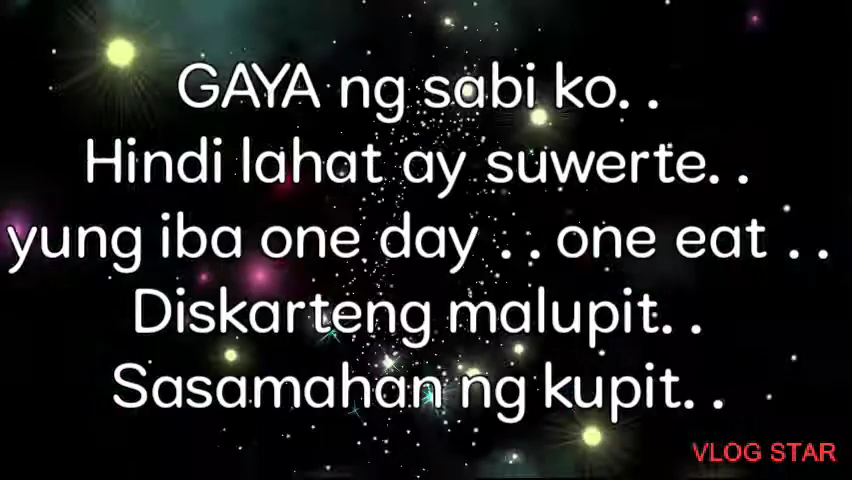 GAYA ng sabi ko. .
Hindi lahat ay suwerte. .
yung iba one day . . one eat . .
Diskarteng malupit. .
Sasamahan ng kupit. .
VLOG STAR